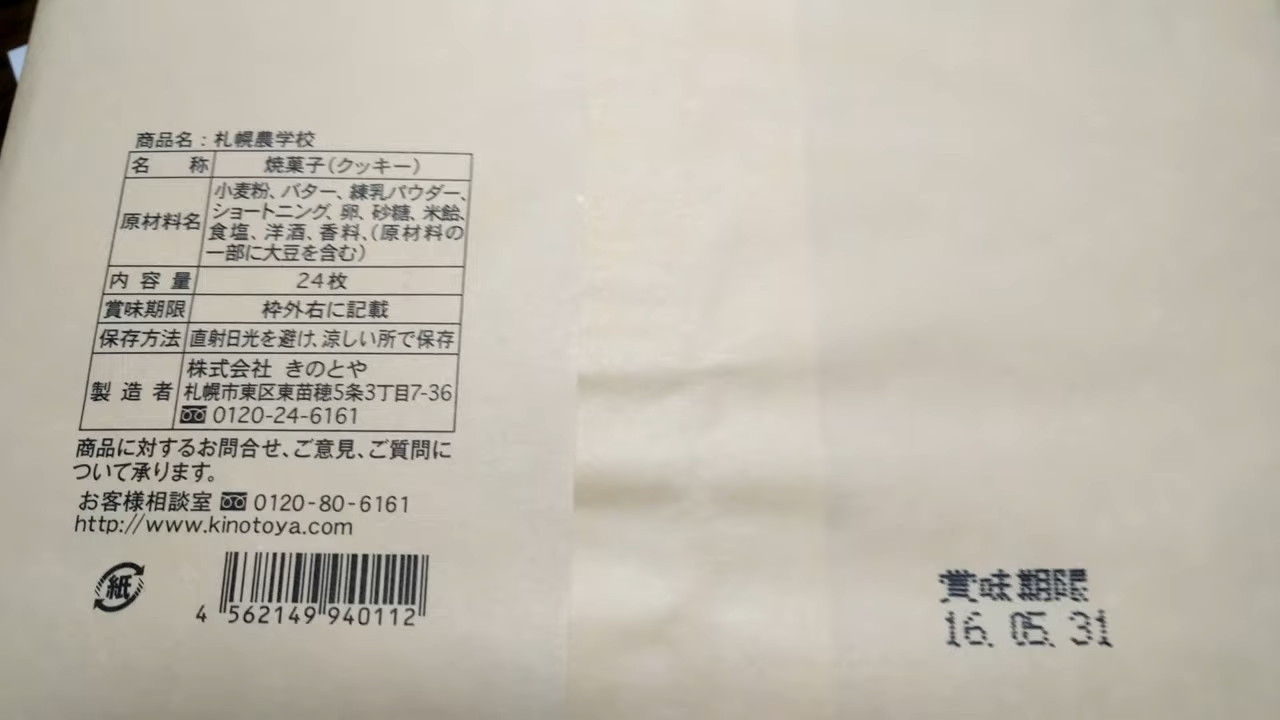 商品名：札幌農学校
名称 焼菓子(クッキー)
原材料名 小麦粉、バター、練乳パウダー、
ショートニング、卵、砂糖、米飴、
食塩、洋酒、香料、(原材料の
一部に大豆を含む)
内容量 24枚
賞味期限 枠外右に記載
保存方法 直射日光を避け、涼しい所で保存
製造者 株式会社 きのとや
札幌市東区東苗穂5条3丁目7-36
0120-24-6161
商品に対するお問合せ、ご意見、ご質問に
ついて承ります。
お客様相談室 0120-80-6161
http://www.kinotoya.com
紙
4 562149 940112
賞味期限
16. 05. 31